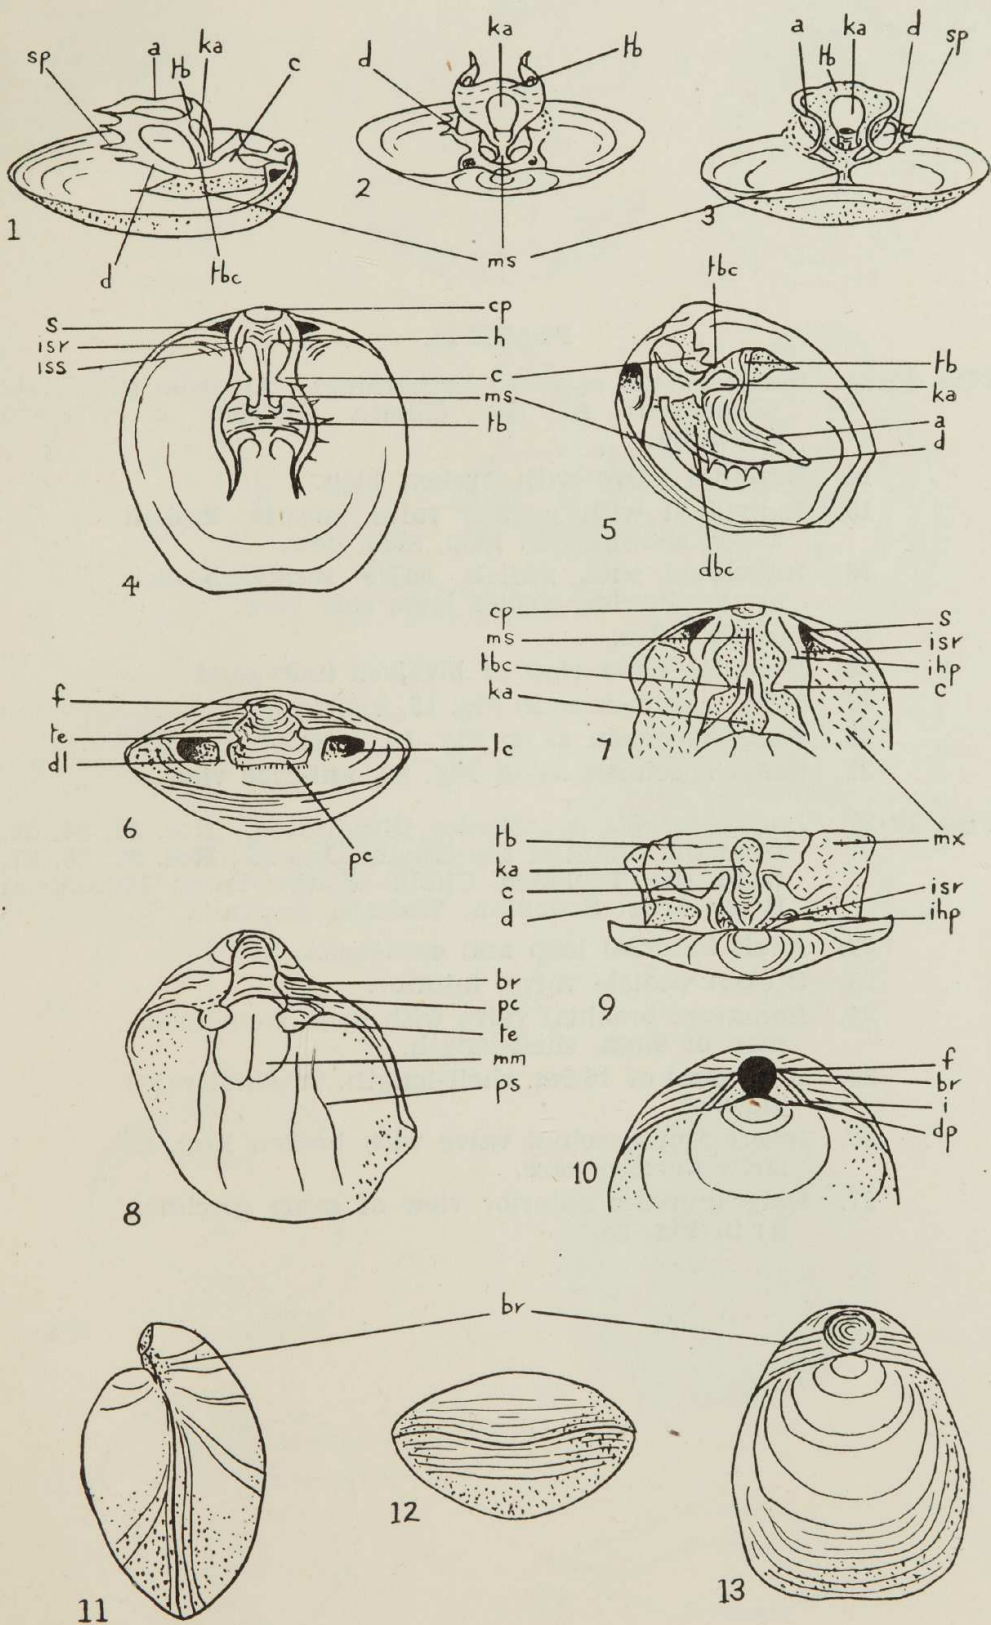 sp a tb ka c
d ka tb
a tb ka d sp
1 2 3
d tbc ms
s cp
isr h
iss c
ms
tb
4
tbc
tb
ka
a
d
dbc
5
f
te lc
dl
pc
6
cp s
ms isr
tbc ihp
ka c
7
mx
tb
ka
c isr
d ihp
9
br
pc
te
mm
ps
8
f
br
i
dp
10
br
11 12 13